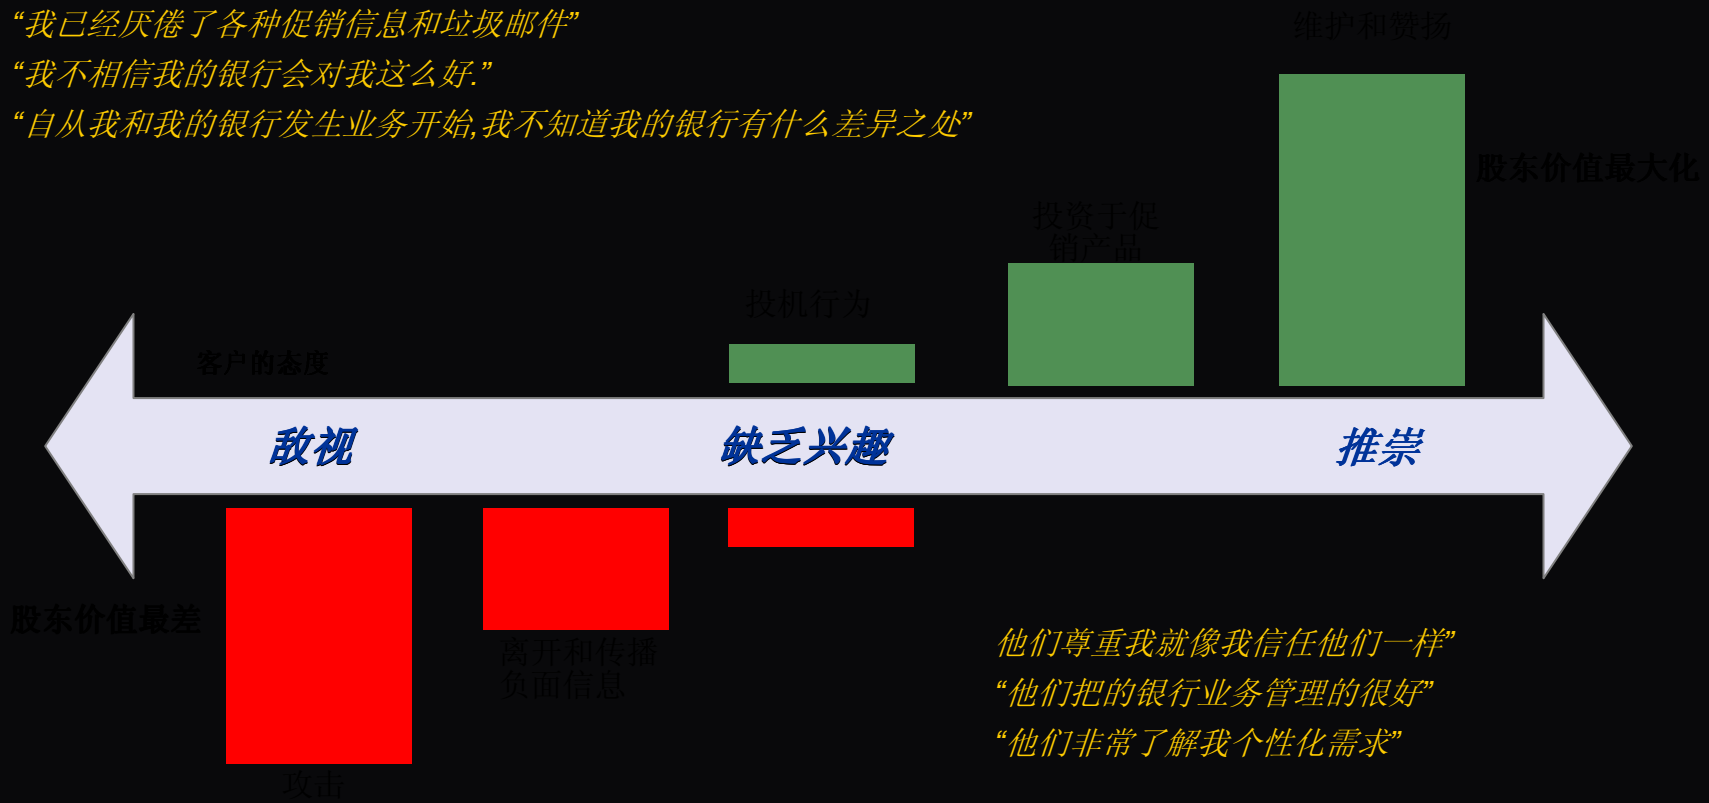 “我已经厌倦了各种促销信息和垃圾邮件”
“我不相信我的银行会对我这么好.”
“自从我和我的银行发生业务开始,我不知道我的银行有什么差异之处”
维护和赞扬
股东价值最大化
投资于促
销产品
投机行为
客户的态度
敌视
缺乏兴趣
推崇
股东价值最差
离开和传播
负面信息
攻击
他们尊重我就像我信任他们一样”
“他们把的银行业务管理的很好”
“他们非常了解我个性化需求”